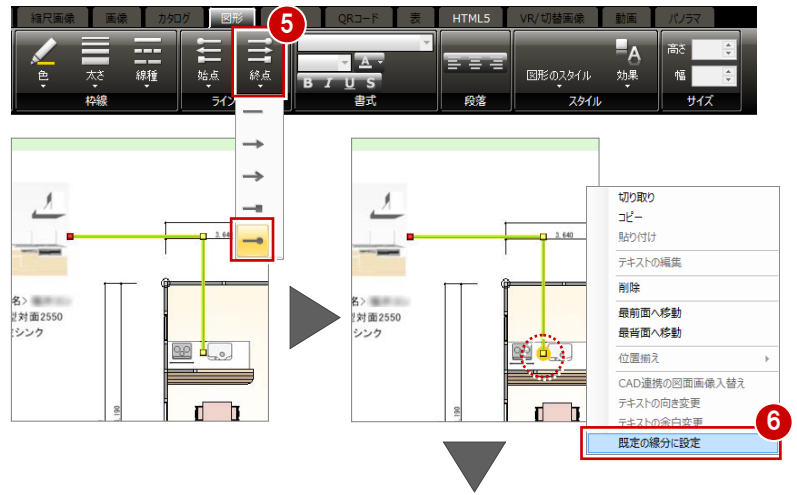 縮尺画像 画像 カタログ 図形 QRコード 表 HTML5 VR/切替画像 動画 パノラマ
5
色 太さ 線種 始点 終点
A
B I U S
図形のスタイル
A
効果
高さ
幅
枠線 ライン 書式 段落 スタイル サイズ
3,64
名>
型対面2550
シンク
190
3,640
名>
型対面2550
シンク
190
切り取り
コピー
貼り付け
テキストの編集
削除
最前面へ移動
最背面へ移動
位置揃え
CAD連携の図面画像入替え
テキストの向き変更
テキストの余白変更
6
既定の線分に設定